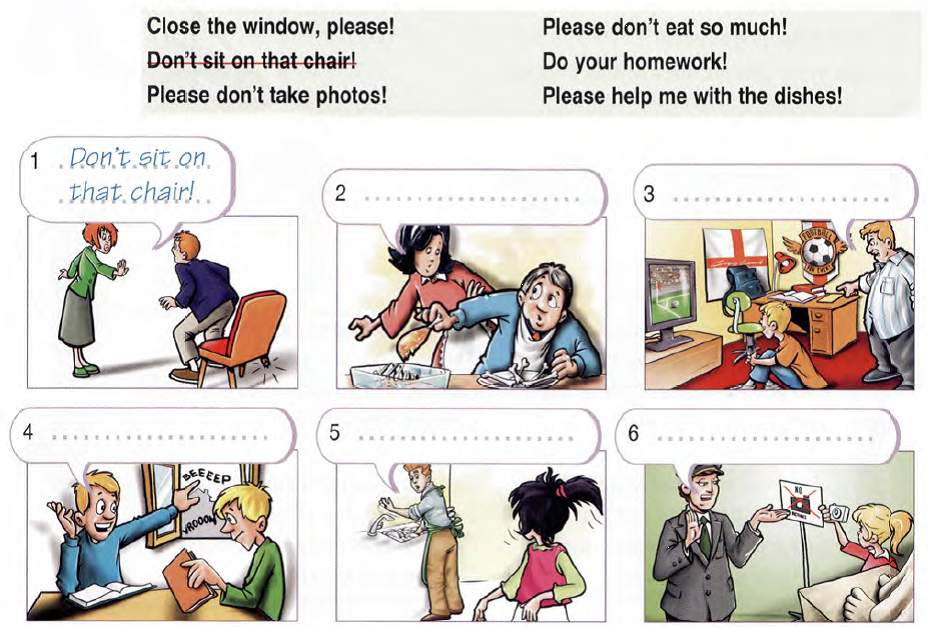 Close the window, please!
Don't sit on that chair!
Please don't take photos!
Please don't eat so much!
Do your homework!
Please help me with the dishes!
1 Don't sit on
that chair!
2
3
England
FOOTBALL
4
BEEEEP
VROOOM
5
6
NO